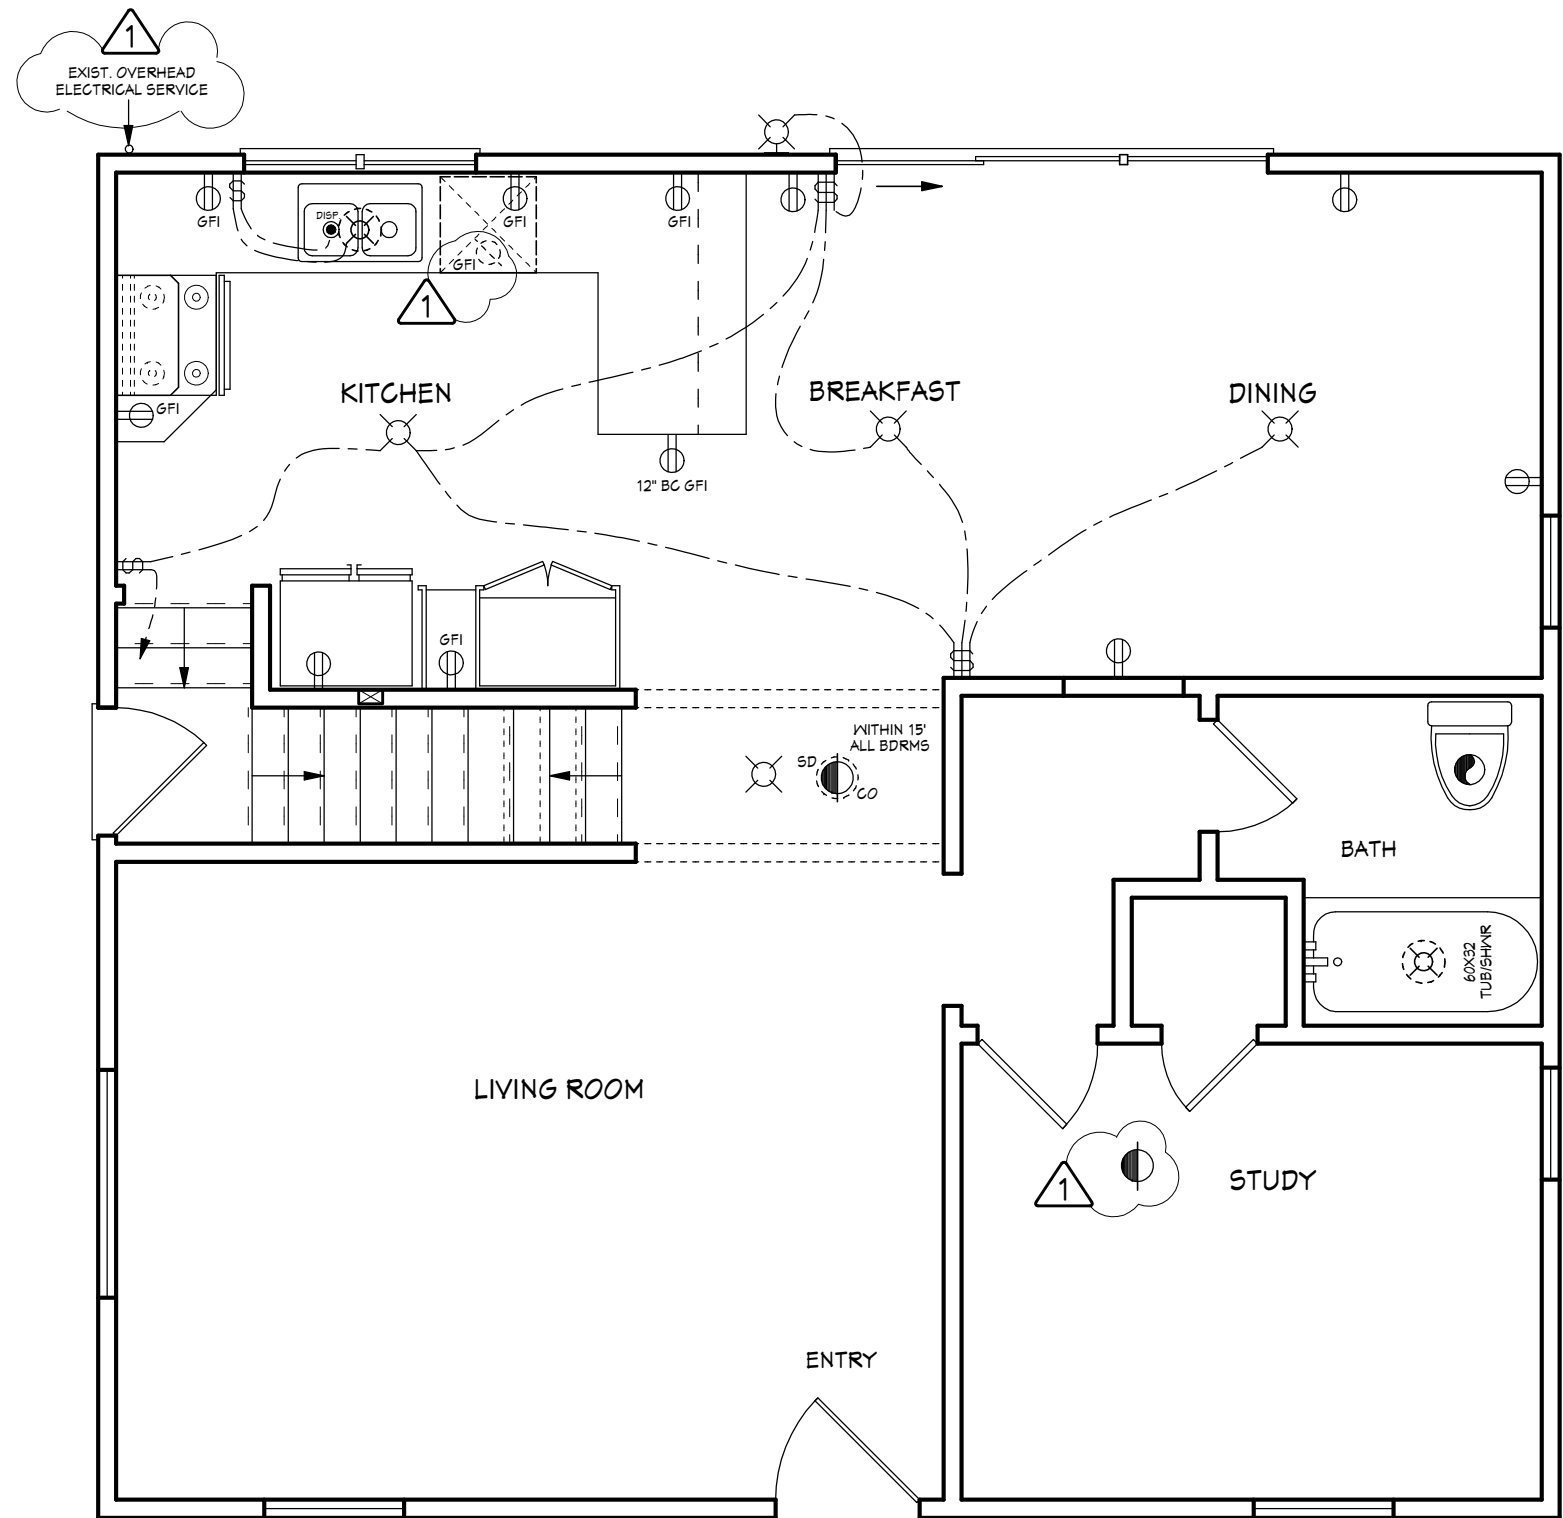 1
EXIST. OVERHEAD
ELECTRICAL SERVICE
GFI
DISP.
GFI
GFI
GFI
1
KITCHEN
BREAKFAST
DINING
GFI
12" BC GFI
GFI
WITHIN 15'
ALL BDRMS
SD
CO
BATH
60X32
TUB/SHWR
LIVING ROOM
1
STUDY
ENTRY